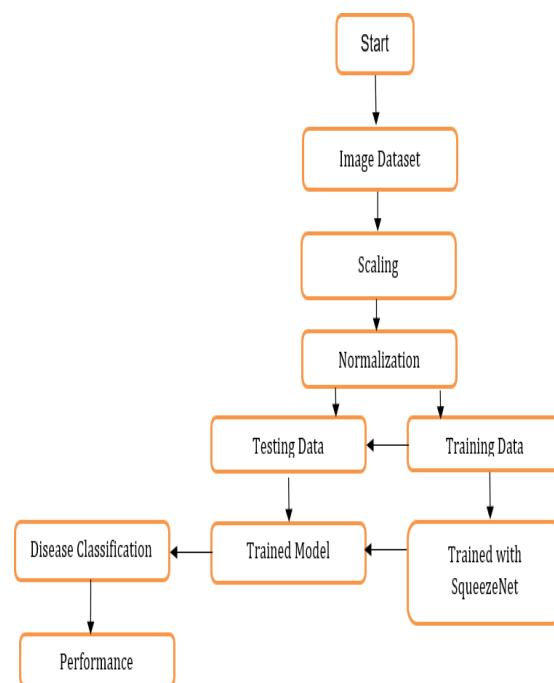 Start
Image Dataset
Scaling
Normalization
Testing Data
Training Data
Disease Classification
Trained Model
Trained with
SqueezeNet
Performance